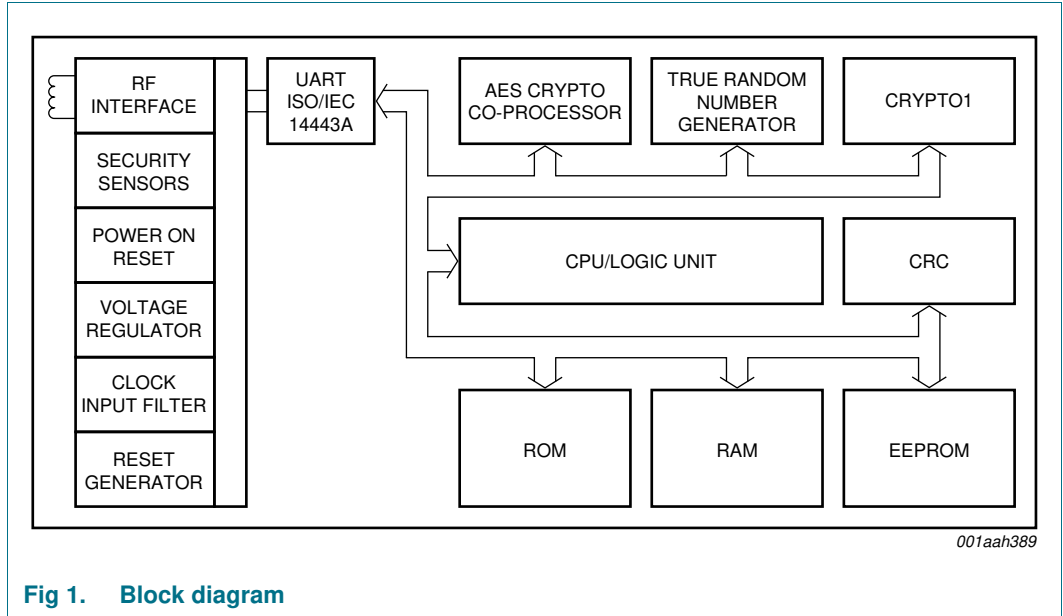 RF
INTERFACE
SECURITY
SENSORS
POWER ON
RESET
VOLTAGE
REGULATOR
CLOCK
INPUT FILTER
RESET
GENERATOR
UART
ISO/IEC
14443A
AES CRYPTO
CO-PROCESSOR
TRUE RANDOM
NUMBER
GENERATOR
CRYPTO1
CPU/LOGIC UNIT
CRC
ROM
RAM
EEPROM
001aah389
Fig 1. Block diagram